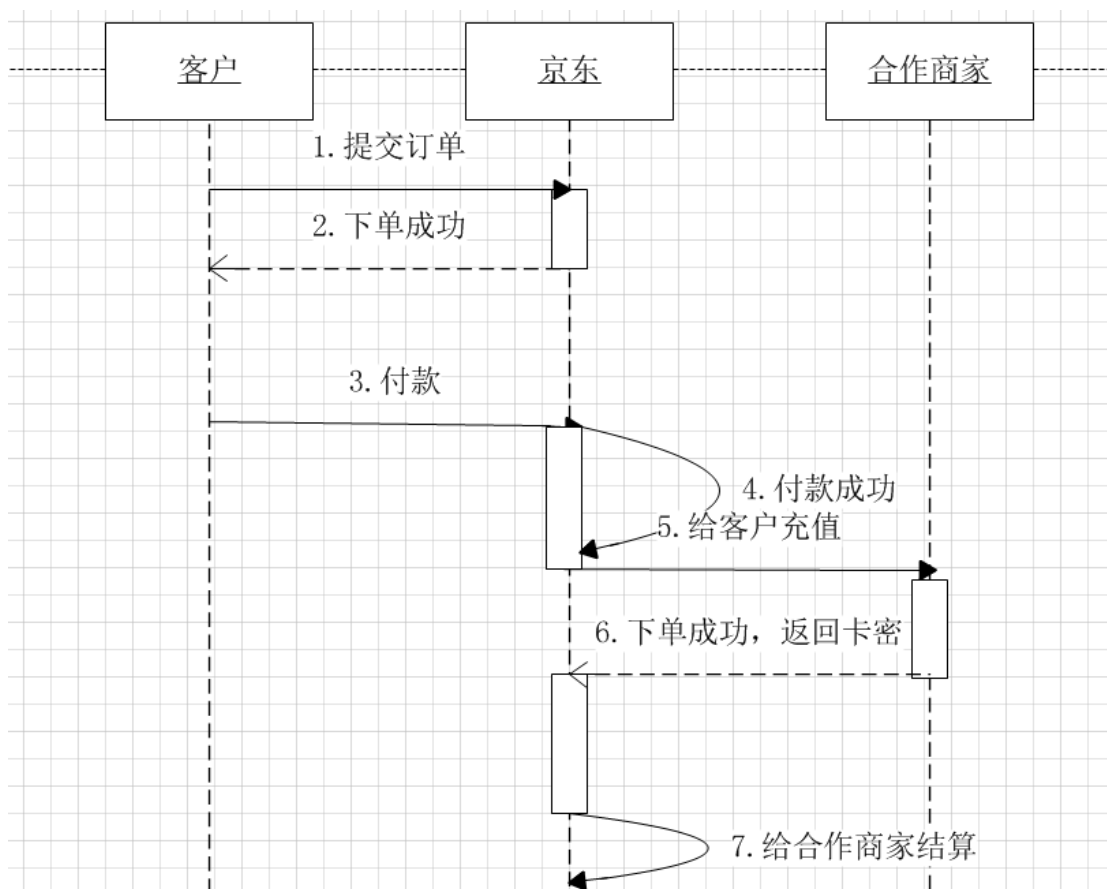 客户
京东
合作商家
1.提交订单
2.下单成功
3.付款
4.付款成功
5.给客户充值
6.下单成功，返回卡密
7.给合作商家结算